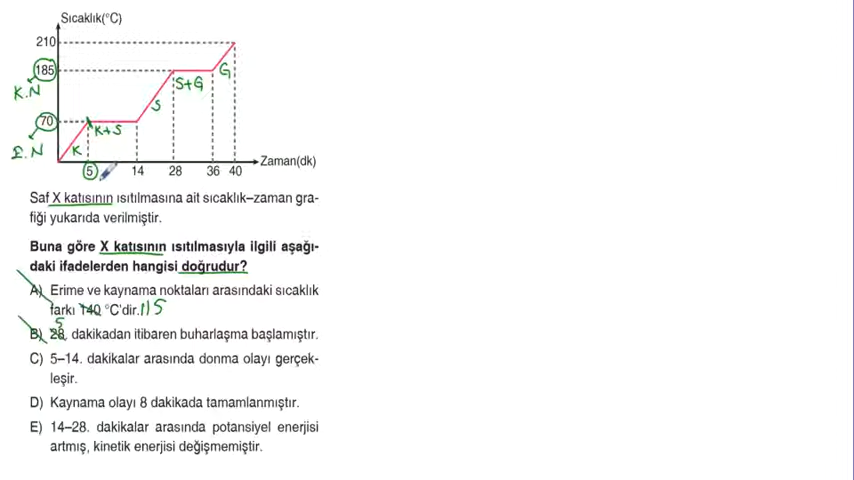 Sıcaklık(°C)
210
185
K.N
S+G
G
S
70
K+S
E.N
K
5 14 28 36 40 Zaman(dk)
Saf X katısının ısıtılmasına ait sıcaklık–zaman gra-
fiği yukarıda verilmiştir.
Buna göre X katısının ısıtılmasıyla ilgili aşağı-
daki ifadelerden hangisi doğrudur?
A) Erime ve kaynama noktaları arasındaki sıcaklık
farkı 140 °C'dir. 115
5
B) 28. dakikadan itibaren buharlaşma başlamıştır.
C) 5–14. dakikalar arasında donma olayı gerçek-
leşir.
D) Kaynama olayı 8 dakikada tamamlanmıştır.
E) 14–28. dakikalar arasında potansiyel enerjisi
artmış, kinetik enerjisi değişmemiştir.